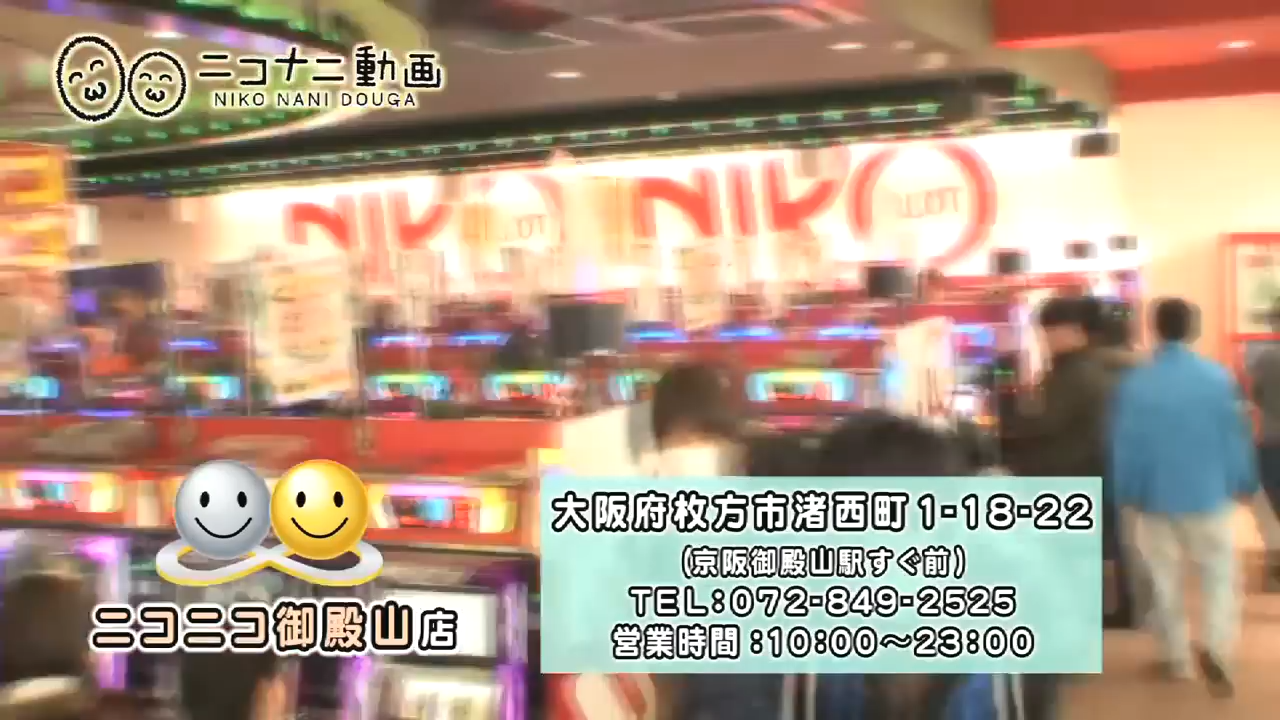 ニコナニ動画
NIKO NANI DOUGA
NIKO
NIKO
SLOT
大阪府枚方市渚西町1-18-22
(京阪御殿山駅すぐ前)
TEL:072-849-2525
営業時間:10:00～23:00
ニコニコ御殿山店